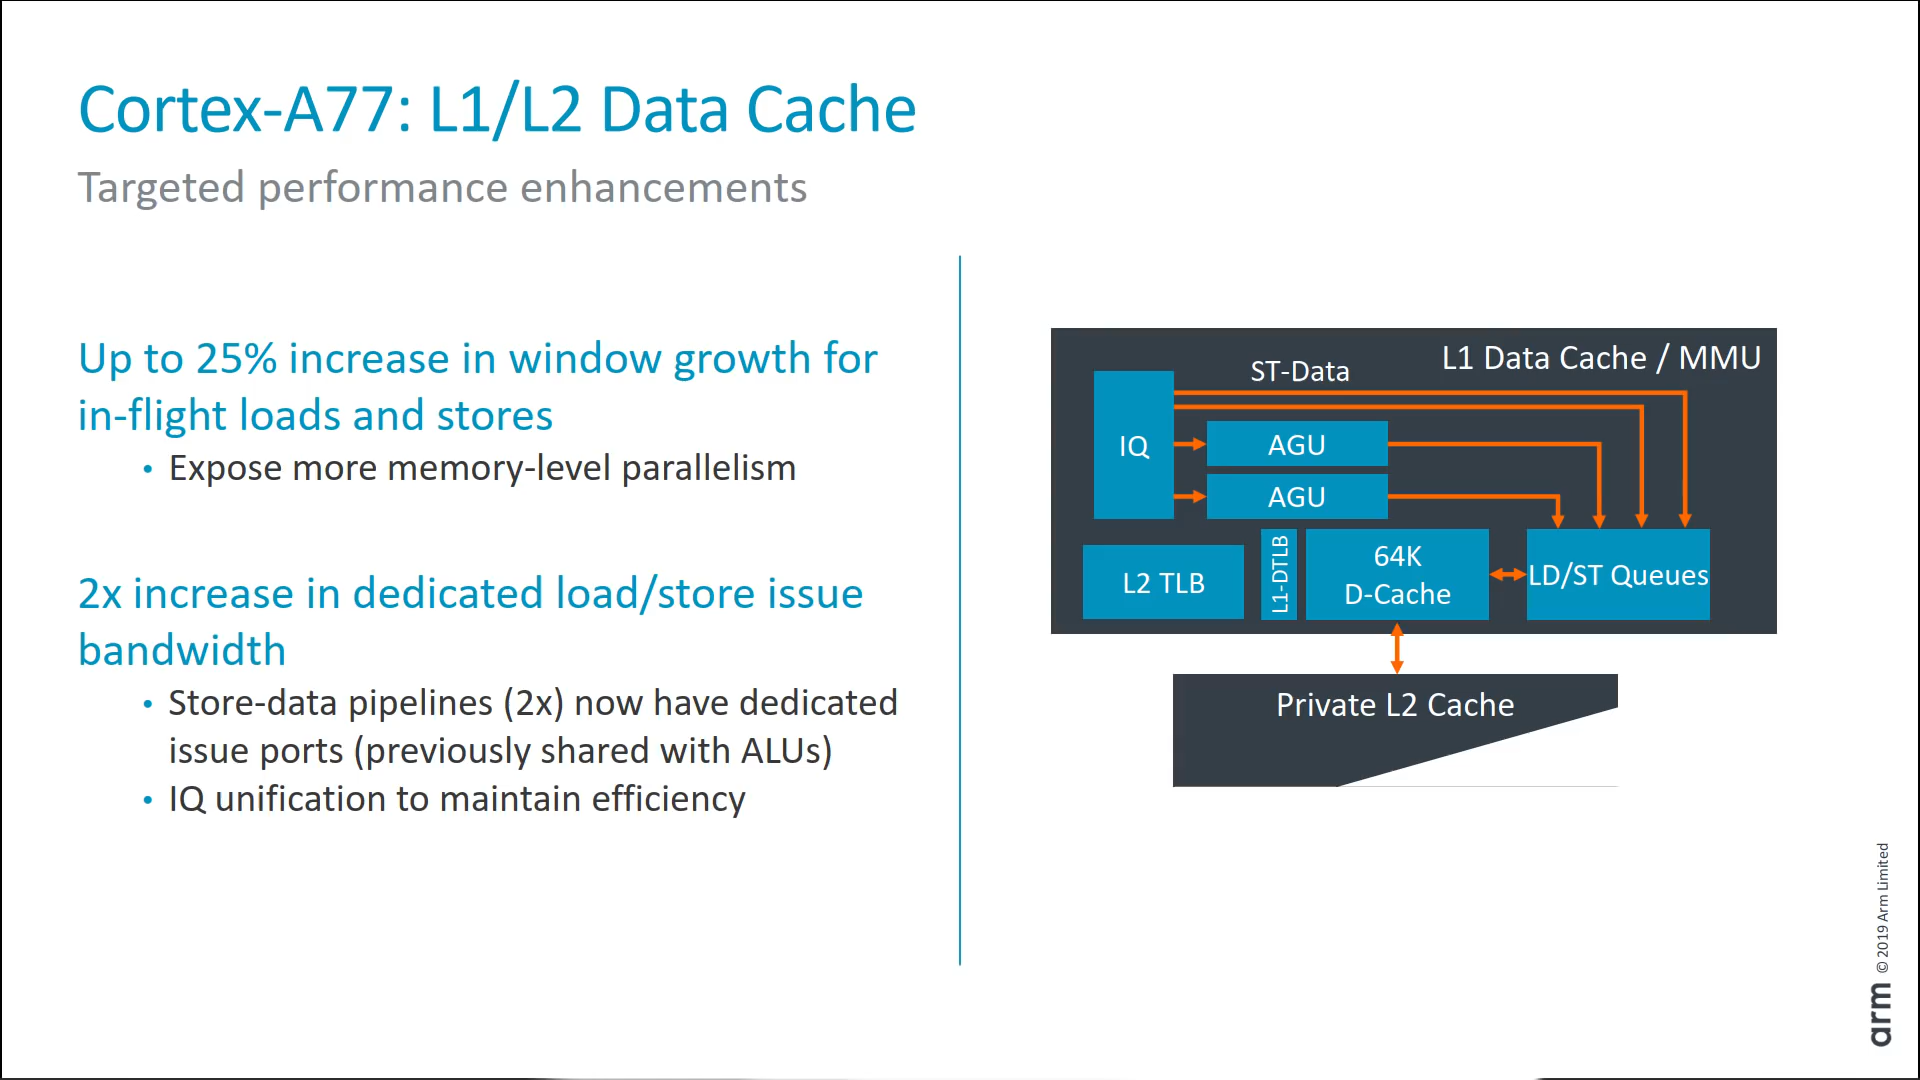 Cortex-A77: L1/L2 Data Cache
Targeted performance enhancements
Up to 25% increase in window growth for
in-flight loads and stores
• Expose more memory-level parallelism
2x increase in dedicated load/store issue
bandwidth
• Store-data pipelines (2x) now have dedicated
issue ports (previously shared with ALUs)
• IQ unification to maintain efficiency
L1 Data Cache / MMU
ST-Data
IQ
AGU
AGU
L2 TLB
L1-DTLB
64K
D-Cache
LD/ST Queues
Private L2 Cache
© 2019 Arm Limited
arm